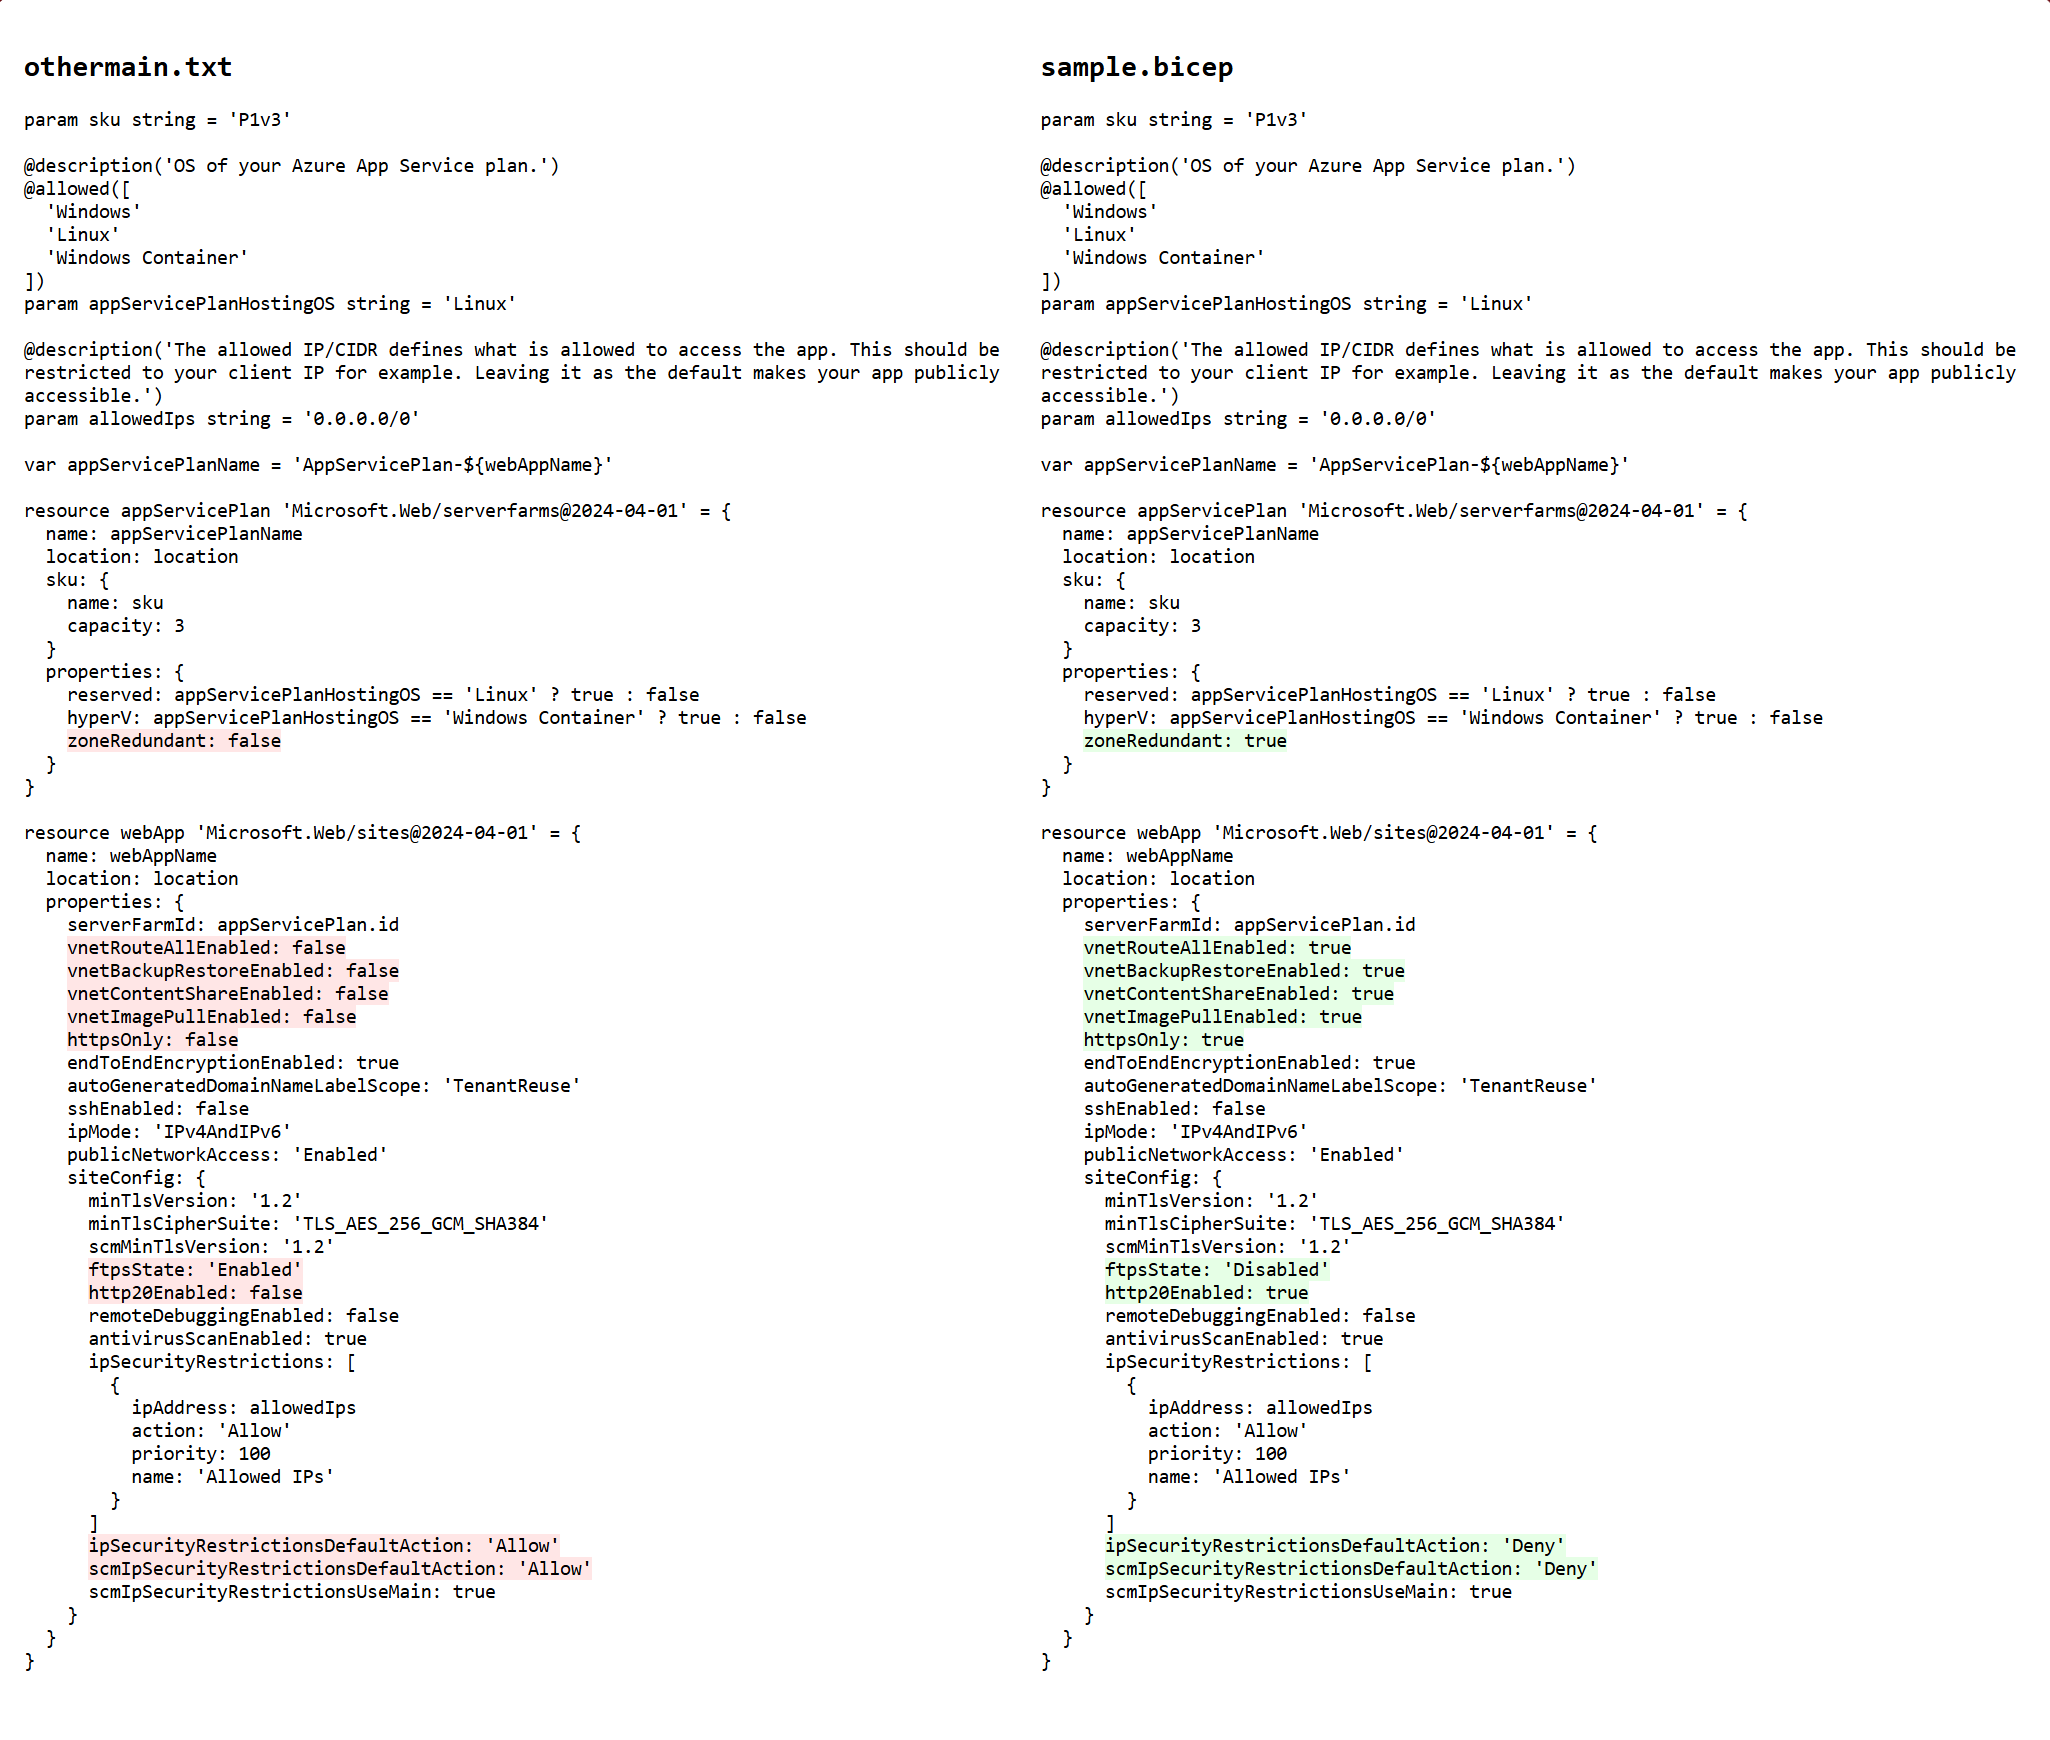 othermain.txt
param sku string = 'P1v3'
@description('OS of your Azure App Service plan.')
@allowed([
  'Windows'
  'Linux'
  'Windows Container'
])
param appServicePlanHostingOS string = 'Linux'
@description('The allowed IP/CIDR defines what is allowed to access the app. This should be
restricted to your client IP for example. Leaving it as the default makes your app publicly
accessible.')
param allowedIps string = '0.0.0.0/0'
var appServicePlanName = 'AppServicePlan-${webAppName}'
resource appServicePlan 'Microsoft.Web/serverfarms@2024-04-01' = {
  name: appServicePlanName
  location: location
  sku: {
    name: sku
    capacity: 3
  }
  properties: {
    reserved: appServicePlanHostingOS == 'Linux' ? true : false
    hyperV: appServicePlanHostingOS == 'Windows Container' ? true : false
    zoneRedundant: false
  }
}
resource webApp 'Microsoft.Web/sites@2024-04-01' = {
  name: webAppName
  location: location
  properties: {
    serverFarmId: appServicePlan.id
    vnetRouteAllEnabled: false
    vnetBackupRestoreEnabled: false
    vnetContentShareEnabled: false
    vnetImagePullEnabled: false
    httpsOnly: false
    endToEndEncryptionEnabled: true
    autoGeneratedDomainNameLabelScope: 'TenantReuse'
    sshEnabled: false
    ipMode: 'IPv4AndIPv6'
    publicNetworkAccess: 'Enabled'
    siteConfig: {
      minTlsVersion: '1.2'
      minTlsCipherSuite: 'TLS_AES_256_GCM_SHA384'
      scmMinTlsVersion: '1.2'
      ftpsState: 'Enabled'
      http20Enabled: false
      remoteDebuggingEnabled: false
      antivirusScanEnabled: true
      ipSecurityRestrictions: [
        {
          ipAddress: allowedIps
          action: 'Allow'
          priority: 100
          name: 'Allowed IPs'
        }
      ]
      ipSecurityRestrictionsDefaultAction: 'Allow'
      scmIpSecurityRestrictionsDefaultAction: 'Allow'
      scmIpSecurityRestrictionsUseMain: true
    }
  }
}
sample.bicep
param sku string = 'P1v3'
@description('OS of your Azure App Service plan.')
@allowed([
  'Windows'
  'Linux'
  'Windows Container'
])
param appServicePlanHostingOS string = 'Linux'
@description('The allowed IP/CIDR defines what is allowed to access the app. This should be
restricted to your client IP for example. Leaving it as the default makes your app publicly
accessible.')
param allowedIps string = '0.0.0.0/0'
var appServicePlanName = 'AppServicePlan-${webAppName}'
resource appServicePlan 'Microsoft.Web/serverfarms@2024-04-01' = {
  name: appServicePlanName
  location: location
  sku: {
    name: sku
    capacity: 3
  }
  properties: {
    reserved: appServicePlanHostingOS == 'Linux' ? true : false
    hyperV: appServicePlanHostingOS == 'Windows Container' ? true : false
    zoneRedundant: true
  }
}
resource webApp 'Microsoft.Web/sites@2024-04-01' = {
  name: webAppName
  location: location
  properties: {
    serverFarmId: appServicePlan.id
    vnetRouteAllEnabled: true
    vnetBackupRestoreEnabled: true
    vnetContentShareEnabled: true
    vnetImagePullEnabled: true
    httpsOnly: true
    endToEndEncryptionEnabled: true
    autoGeneratedDomainNameLabelScope: 'TenantReuse'
    sshEnabled: false
    ipMode: 'IPv4AndIPv6'
    publicNetworkAccess: 'Enabled'
    siteConfig: {
      minTlsVersion: '1.2'
      minTlsCipherSuite: 'TLS_AES_256_GCM_SHA384'
      scmMinTlsVersion: '1.2'
      ftpsState: 'Disabled'
      http20Enabled: true
      remoteDebuggingEnabled: false
      antivirusScanEnabled: true
      ipSecurityRestrictions: [
        {
          ipAddress: allowedIps
          action: 'Allow'
          priority: 100
          name: 'Allowed IPs'
        }
      ]
      ipSecurityRestrictionsDefaultAction: 'Deny'
      scmIpSecurityRestrictionsDefaultAction: 'Deny'
      scmIpSecurityRestrictionsUseMain: true
    }
  }
}